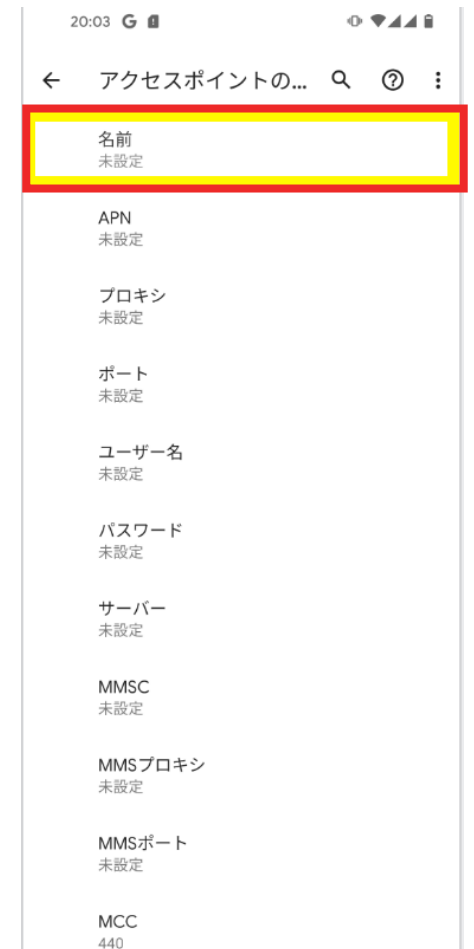 20:03 G
アクセスポイントの...
名前
未設定
APN
未設定
プロキシ
未設定
ポート
未設定
ユーザー名
未設定
パスワード
未設定
サーバー
未設定
MMSC
未設定
MMSプロキシ
未設定
MMSポート
未設定
MCC
440